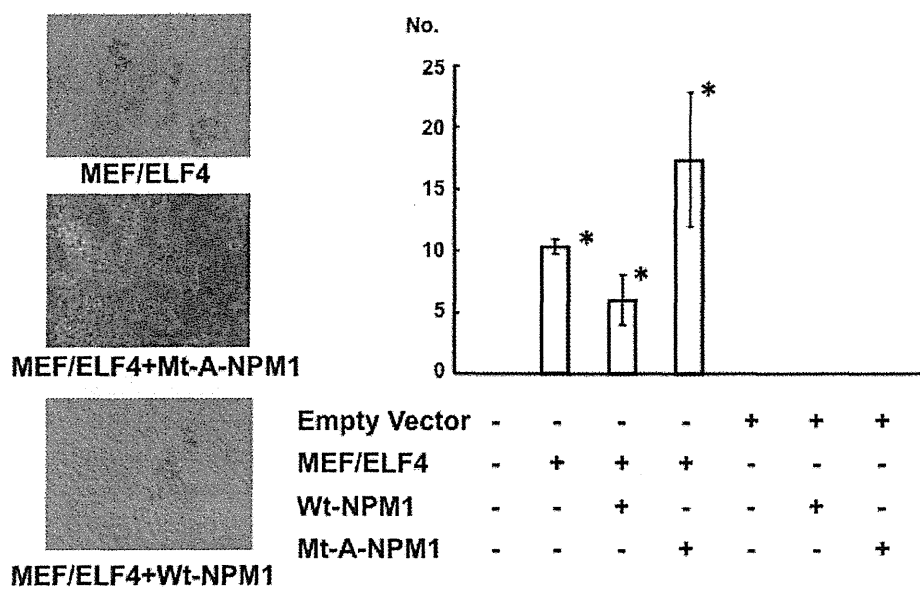 MEF/ELF4
MEF/ELF4+Mt-A-NPM1
MEF/ELF4+Wt-NPM1
No.
25
20
15
10
5
0
*
*
*
Empty Vector - - - - + + +
MEF/ELF4 - + + + - - -
Wt-NPM1 - - + - - + -
Mt-A-NPM1 - - - + - - +